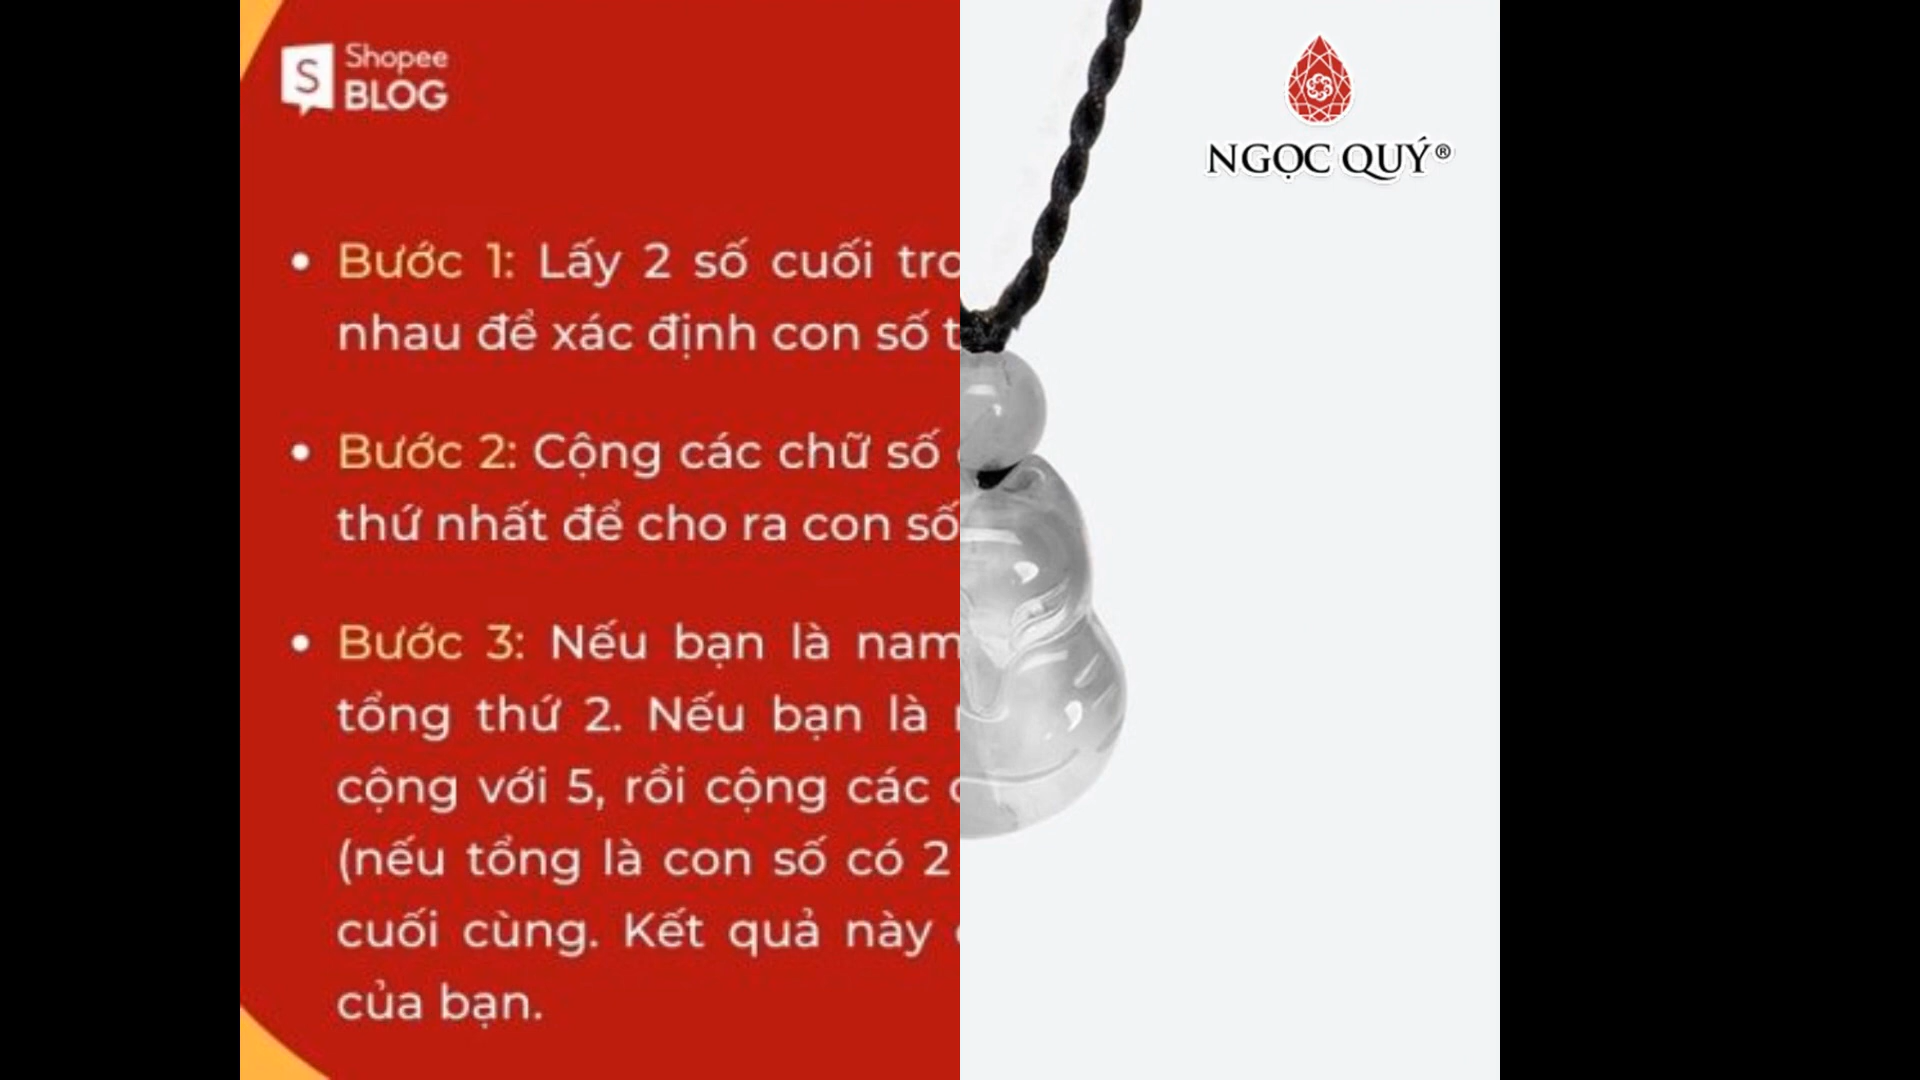 Shopee
BLOG
NGỌC QUÝ®
Bước 1: Lấy 2 số cuối
nhau để xác định con số
Bước 2: Cộng các chữ số
thứ nhất để cho ra con số
Bước 3: Nếu bạn là nam
tổng thứ 2. Nếu bạn là
cộng với 5, rồi cộng các
(nếu tổng là con số có 2
cuối cùng. Kết quả này
của bạn.